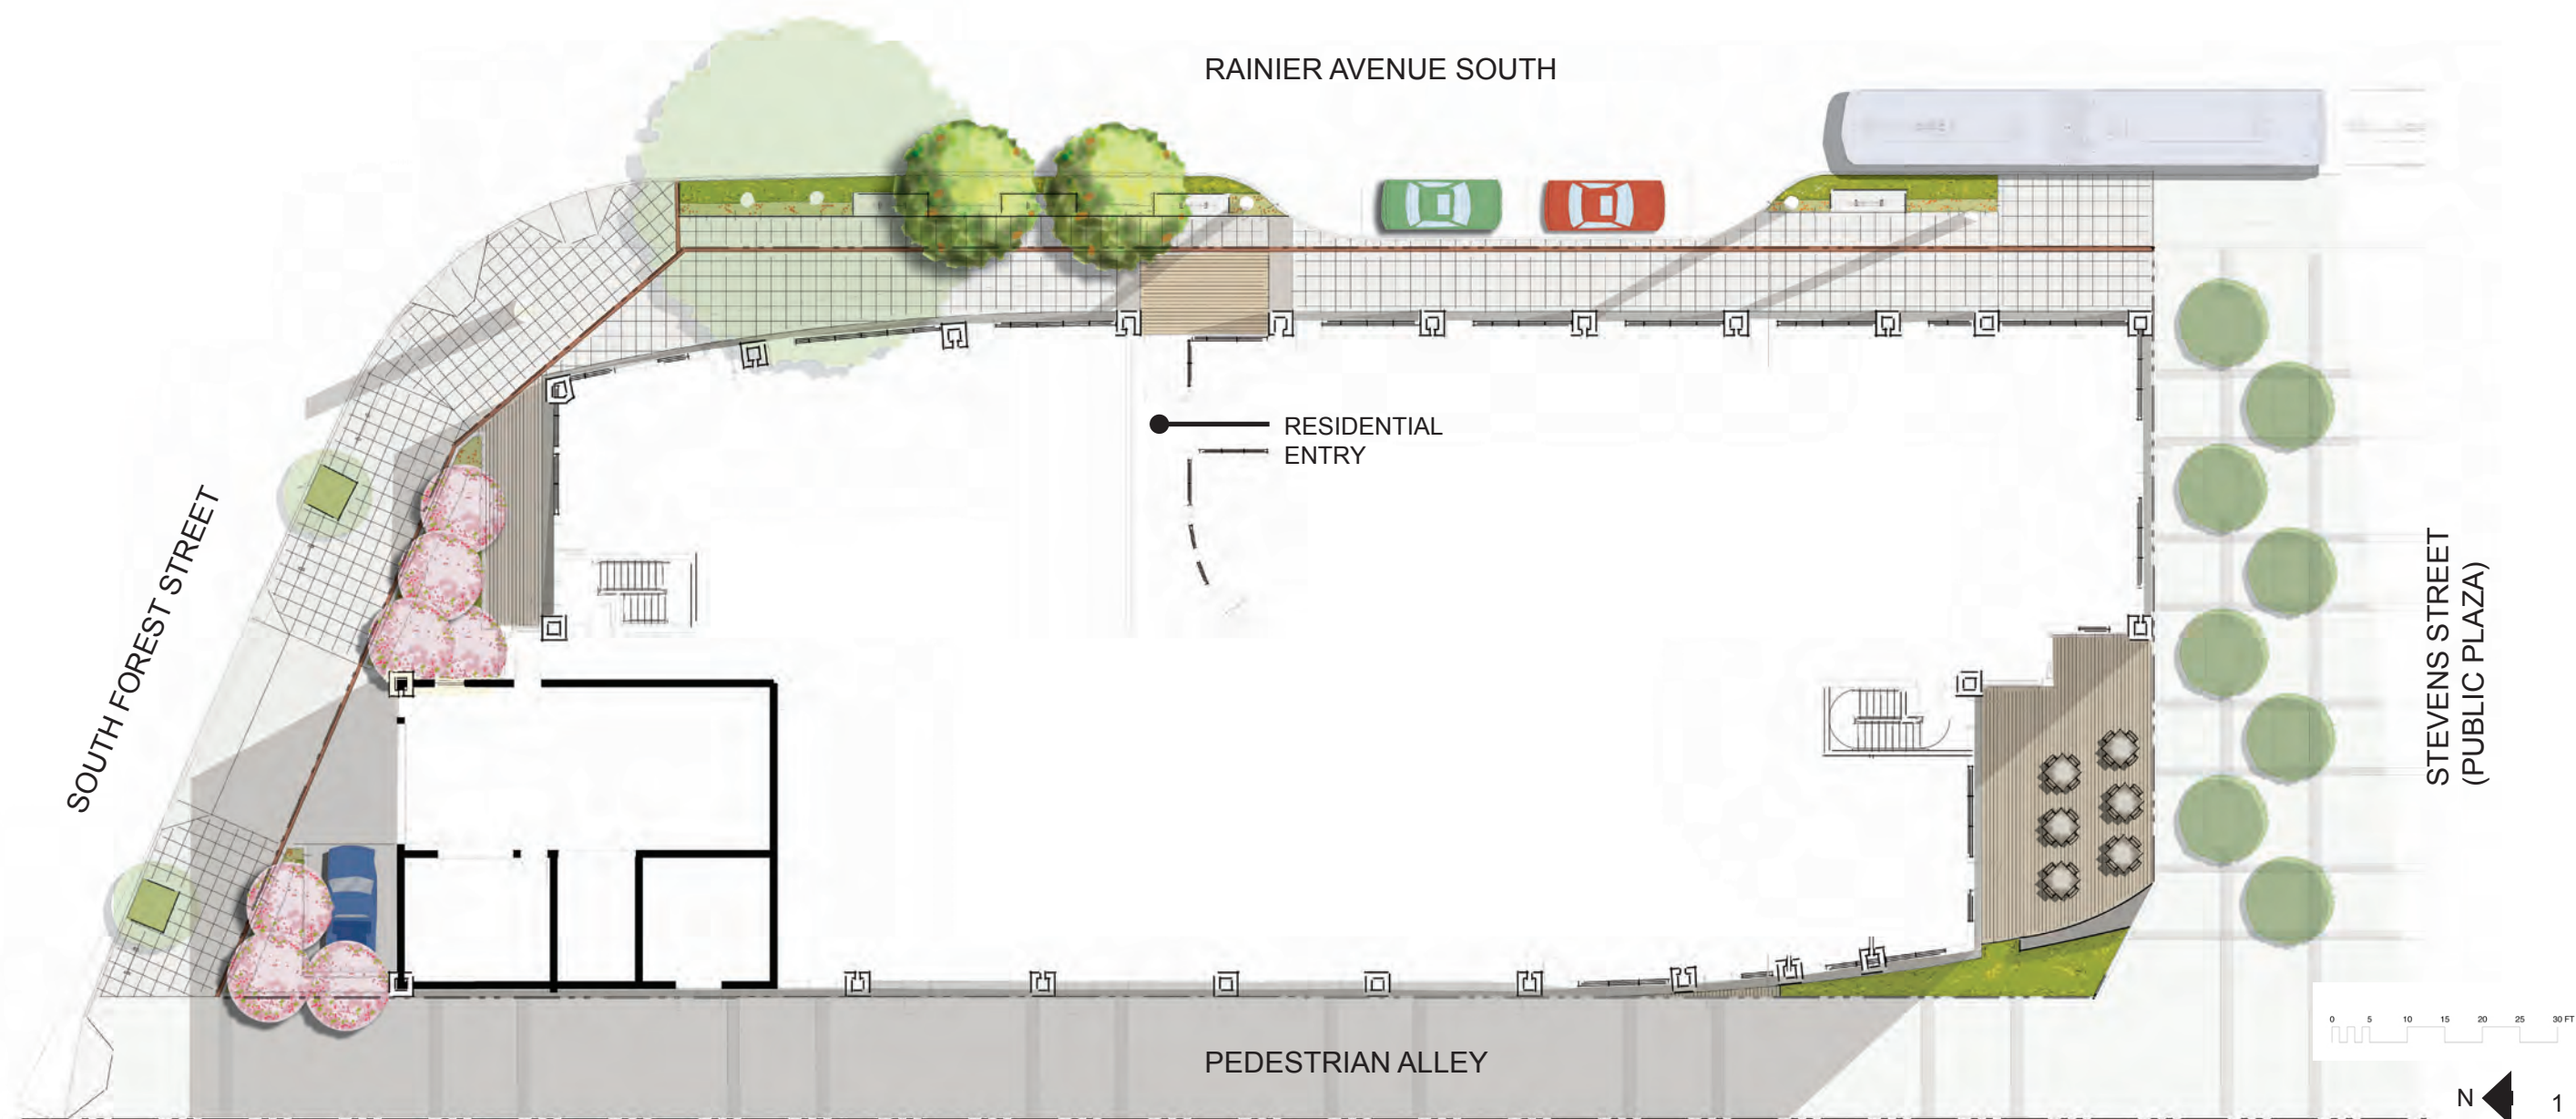 RAINIER AVENUE SOUTH
RESIDENTIAL
ENTRY
SOUTH FOREST STREET
STEVENS STREET
(PUBLIC PLAZA)
PEDESTRIAN ALLEY
0 5 10 15 20 25 30 FT
N
1